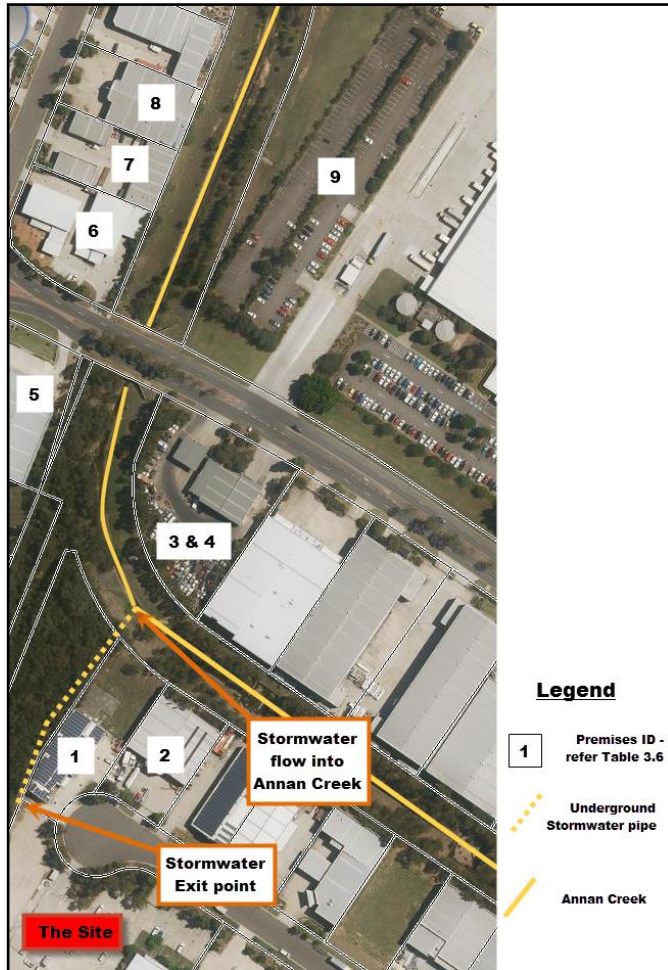 8
7
9
6
5
3 & 4
Stormwater
flow into
Annan Creek
1
2
Stormwater
Exit point
The Site
Legend
1
Premises ID -
refer Table 3.6
Underground
Stormwater pipe
Annan Creek